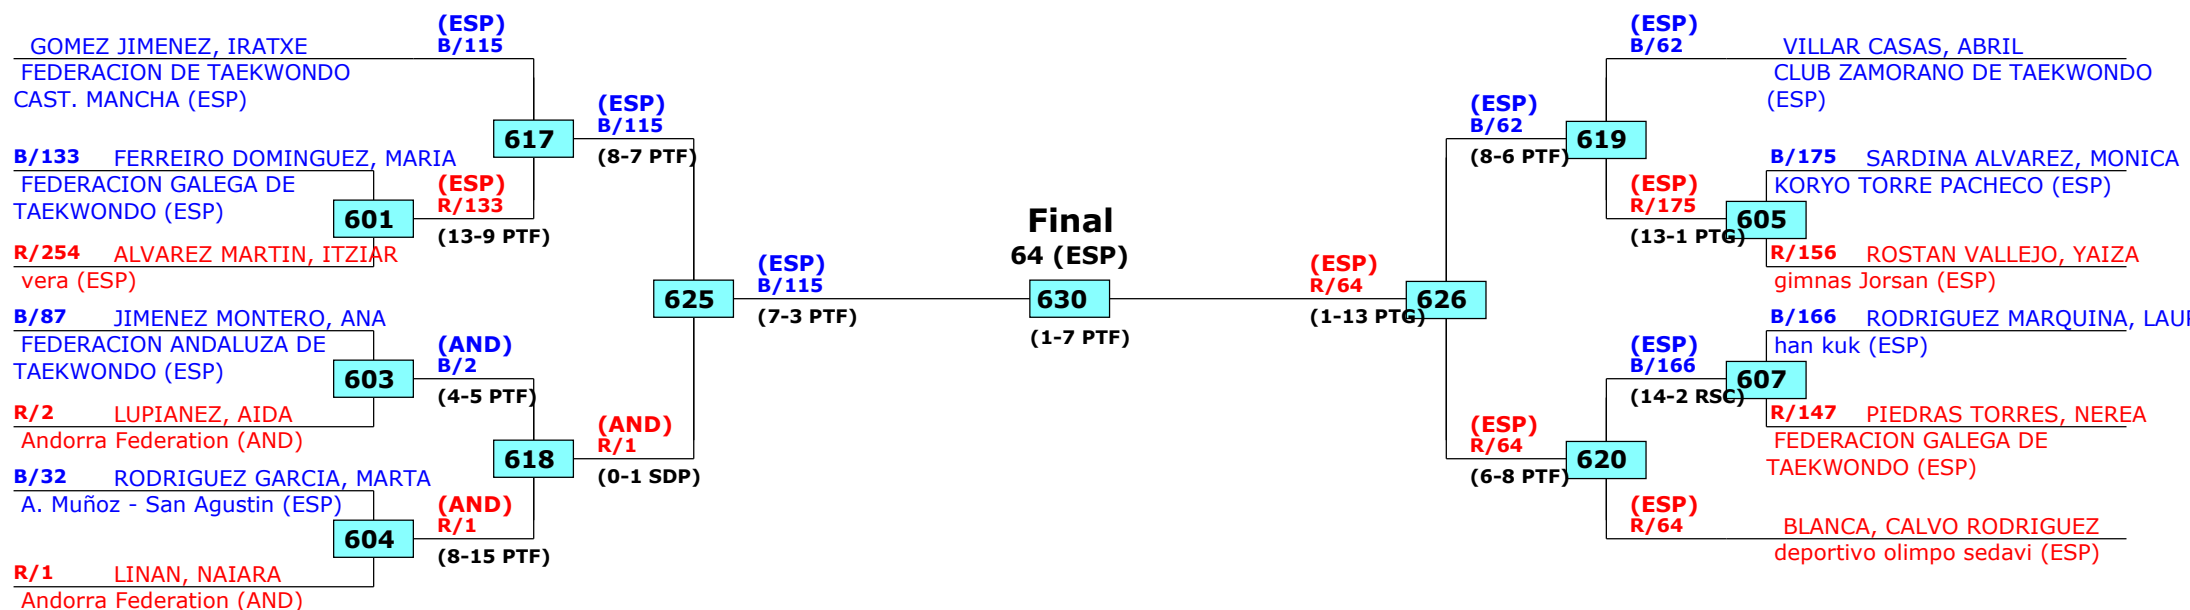 (ESP)
B/115
GOMEZ JIMENEZ, IRATXE
FEDERACION DE TAEKWONDO
CAST. MANCHA (ESP)
617
(ESP)
B/115
(8-7 PTF)
B/133 FERREIRO DOMINGUEZ, MARIA
FEDERACION GALEGA DE
TAEKWONDO (ESP)
601
(ESP)
R/133
(13-9 PTF)
R/254 ALVAREZ MARTIN, ITZIAR
vera (ESP)
625
(ESP)
B/115
(7-3 PTF)
B/87 JIMENEZ MONTERO, ANA
FEDERACION ANDALUZA DE
TAEKWONDO (ESP)
603
(AND)
B/2
(4-5 PTF)
R/2 LUPIANEZ, AIDA
Andorra Federation (AND)
618
(AND)
R/1
(0-1 SDP)
B/32 RODRIGUEZ GARCIA, MARTA
A. Muñoz - San Agustin (ESP)
604
(AND)
R/1
(8-15 PTF)
R/1 LINAN, NAIARA
Andorra Federation (AND)
Final
64 (ESP)
630
(1-7 PTF)
(ESP)
R/64
(1-13 PTG)
626
(ESP)
B/62
VILLAR CASAS, ABRIL
CLUB ZAMORANO DE TAEKWONDO
(ESP)
(ESP)
B/62
(8-6 PTF)
619
B/175 SARDINA ALVAREZ, MONICA
KORYO TORRE PACHECO (ESP)
(ESP)
R/175
(13-1 PTG)
605
R/156 ROSTAN VALLEJO, YAIZA
gimnas Jorsan (ESP)
B/166 RODRIGUEZ MARQUINA,
han kuk (ESP)
(ESP)
B/166
(14-2 RSC)
607
R/147 PIEDRAS TORRES, NEREA
FEDERACION GALEGA DE
TAEKWONDO (ESP)
(ESP)
R/64
(6-8 PTF)
620
(ESP)
R/64
BLANCA, CALVO RODRIGUEZ
deportivo olimpo sedavi (ESP)